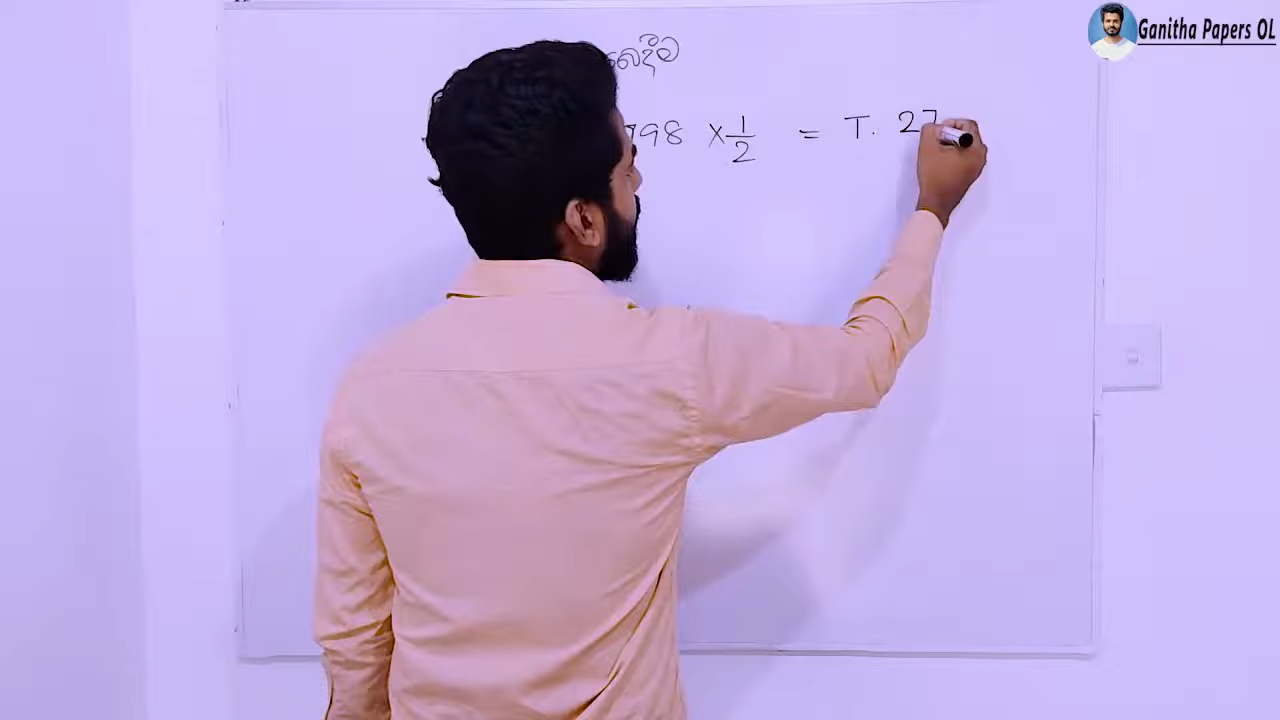 බෙදීම
798 × 1/2 = T. 27
Ganitha Papers OL